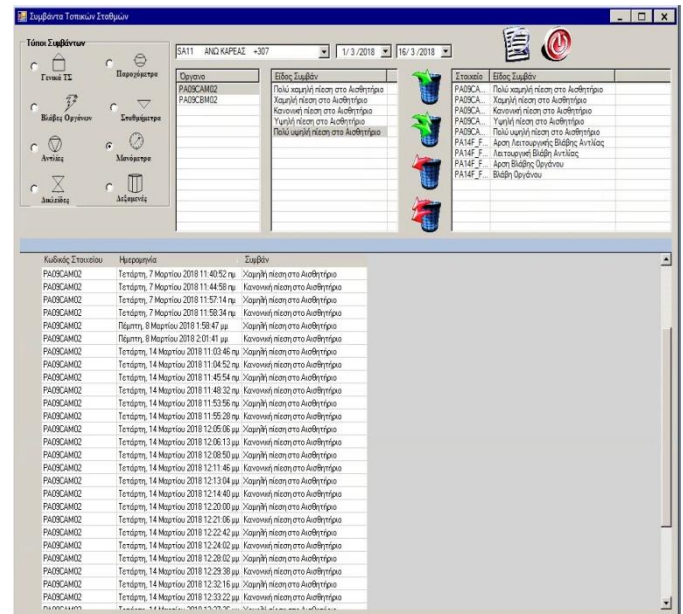 Συμβάντα Τοπικών Σταθμών
Τύποι Συμβάντων
Γενικά ΤΣ
Παροχόμετρα
Βλάβες Οργάνων
Σταθμήμετρα
Αντλίες
Μανόμετρα
Δικλείδες
Δεξαμενές
SA11 ΑΝΩ ΚΑΡΕΑΣ +307
1/ 3 /2018
16/ 3 /2018
Όργανο
PA09CAM02
PA09CBM02
Είδος Συμβάν
Πολύ χαμηλή πίεση στο Αισθητήριο
Χαμηλή πίεση στο Αισθητήριο
Κανονική πίεση στο Αισθητήριο
Υψηλή πίεση στο Αισθητήριο
Πολύ υψηλή πίεση στο Αισθητήριο
Στοιχείο Είδος Συμβάν
PA09CA... Πολύ χαμηλή πίεση στο Αισθητήριο
PA09CA... Χαμηλή πίεση στο Αισθητήριο
PA09CA... Κανονική πίεση στο Αισθητήριο
PA09CA... Υψηλή πίεση στο Αισθητήριο
PA09CA... Πολύ υψηλή πίεση στο Αισθητήριο
PA14F_F... Αρση Λειτουργικής Βλάβης Αντλίας
PA14F_F... Λειτουργική Βλάβη Αντλίας
PA14F_F... Αρση Βλάβης Οργάνου
PA14F_F... Βλάβη Οργάνου
Κωδικός Στοιχείου Ημερομηνία Συμβάν
PA09CAM02 Τετάρτη, 7 Μαρτίου 2018 11:40:52 πμ Χαμηλή πίεση στο Αισθητήριο
PA09CAM02 Τετάρτη, 7 Μαρτίου 2018 11:44:58 πμ Κανονική πίεση στο Αισθητήριο
PA09CAM02 Τετάρτη, 7 Μαρτίου 2018 11:57:14 πμ Χαμηλή πίεση στο Αισθητήριο
PA09CAM02 Τετάρτη, 7 Μαρτίου 2018 11:58:34 πμ Κανονική πίεση στο Αισθητήριο
PA09CAM02 Πέμπτη, 8 Μαρτίου 2018 1:58:47 μμ Χαμηλή πίεση στο Αισθητήριο
PA09CAM02 Πέμπτη, 8 Μαρτίου 2018 2:01:41 μμ Κανονική πίεση στο Αισθητήριο
PA09CAM02 Τετάρτη, 14 Μαρτίου 2018 11:03:46 πμ Χαμηλή πίεση στο Αισθητήριο
PA09CAM02 Τετάρτη, 14 Μαρτίου 2018 11:04:52 πμ Κανονική πίεση στο Αισθητήριο
PA09CAM02 Τετάρτη, 14 Μαρτίου 2018 11:45:54 πμ Χαμηλή πίεση στο Αισθητήριο
PA09CAM02 Τετάρτη, 14 Μαρτίου 2018 11:48:32 πμ Κανονική πίεση στο Αισθητήριο
PA09CAM02 Τετάρτη, 14 Μαρτίου 2018 11:53:56 πμ Χαμηλή πίεση στο Αισθητήριο
PA09CAM02 Τετάρτη, 14 Μαρτίου 2018 11:55:28 πμ Κανονική πίεση στο Αισθητήριο
PA09CAM02 Τετάρτη, 14 Μαρτίου 2018 12:05:06 μμ Χαμηλή πίεση στο Αισθητήριο
PA09CAM02 Τετάρτη, 14 Μαρτίου 2018 12:06:13 μμ Κανονική πίεση στο Αισθητήριο
PA09CAM02 Τετάρτη, 14 Μαρτίου 2018 12:08:50 μμ Χαμηλή πίεση στο Αισθητήριο
PA09CAM02 Τετάρτη, 14 Μαρτίου 2018 12:11:46 μμ Κανονική πίεση στο Αισθητήριο
PA09CAM02 Τετάρτη, 14 Μαρτίου 2018 12:13:04 μμ Χαμηλή πίεση στο Αισθητήριο
PA09CAM02 Τετάρτη, 14 Μαρτίου 2018 12:14:40 μμ Κανονική πίεση στο Αισθητήριο
PA09CAM02 Τετάρτη, 14 Μαρτίου 2018 12:20:00 μμ Χαμηλή πίεση στο Αισθητήριο
PA09CAM02 Τετάρτη, 14 Μαρτίου 2018 12:21:06 μμ Κανονική πίεση στο Αισθητήριο
PA09CAM02 Τετάρτη, 14 Μαρτίου 2018 12:22:42 μμ Χαμηλή πίεση στο Αισθητήριο
PA09CAM02 Τετάρτη, 14 Μαρτίου 2018 12:24:02 μμ Κανονική πίεση στο Αισθητήριο
PA09CAM02 Τετάρτη, 14 Μαρτίου 2018 12:28:02 μμ Χαμηλή πίεση στο Αισθητήριο
PA09CAM02 Τετάρτη, 14 Μαρτίου 2018 12:29:38 μμ Κανονική πίεση στο Αισθητήριο
PA09CAM02 Τετάρτη, 14 Μαρτίου 2018 12:32:16 μμ Χαμηλή πίεση στο Αισθητήριο
PA09CAM02 Τετάρτη, 14 Μαρτίου 2018 12:33:22 μμ Κανονική πίεση στο Αισθητήριο